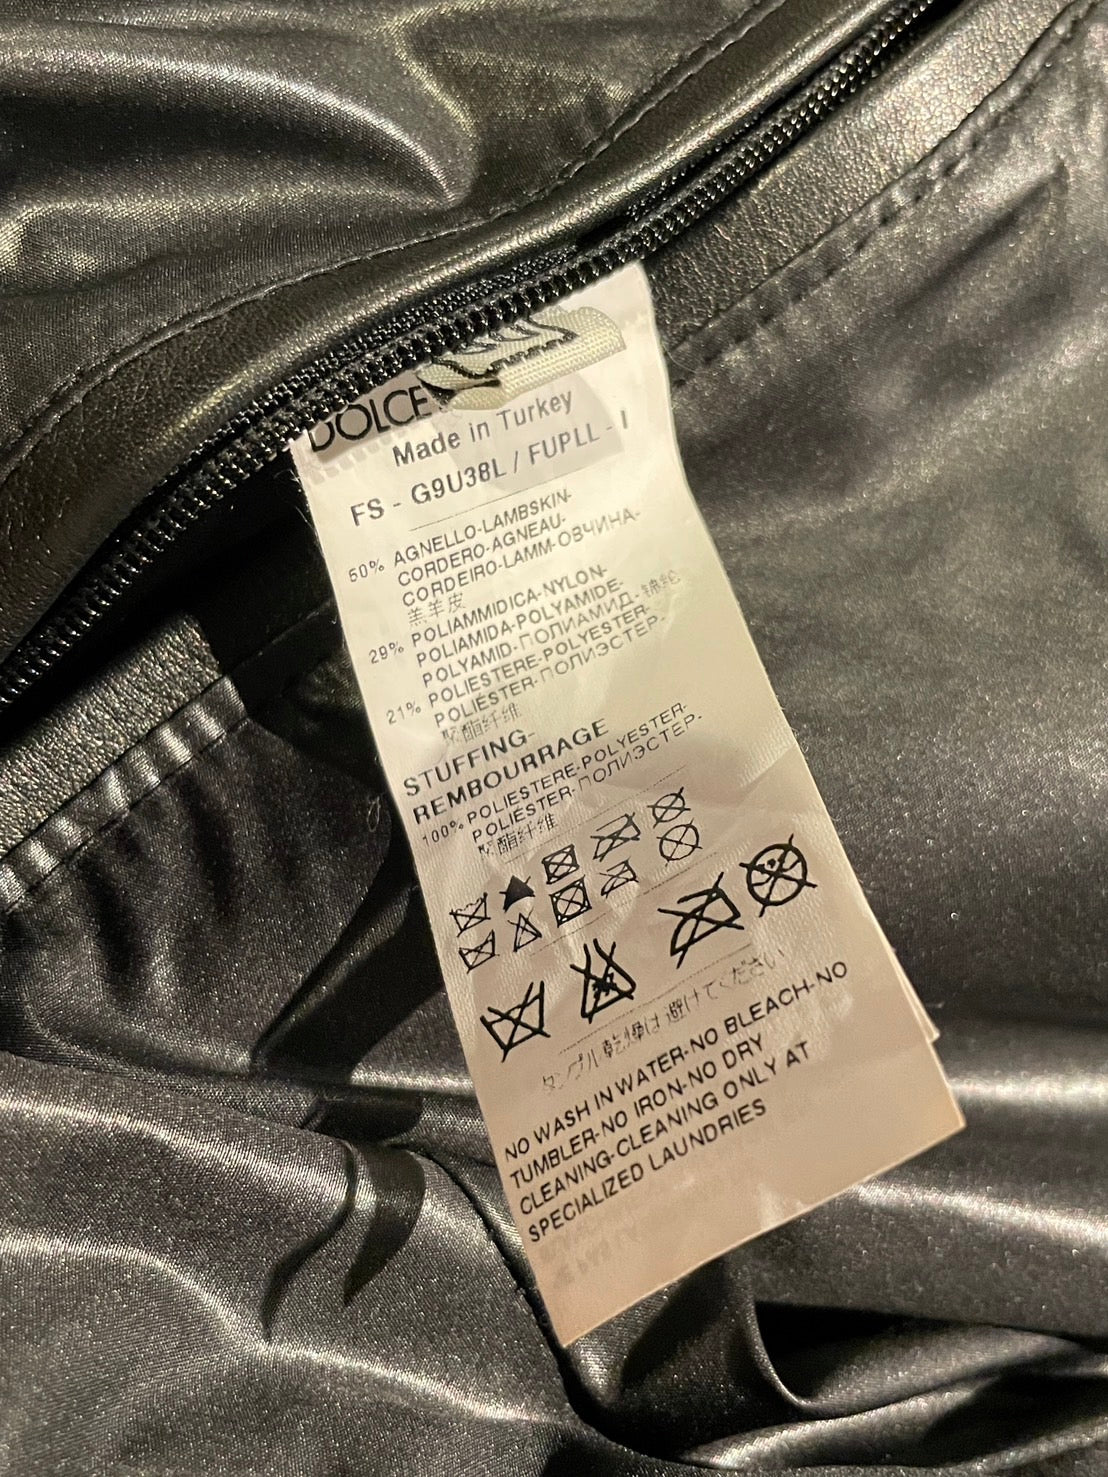 DOLCE
Made in Turkey
FS - G9U38L / FUPLL - I
50% AGNELLO-LAMBSKIN-
CORDERO-AGNEAU-
CORDEIRO-LAMM-ОВЧИНА-
羔羊皮
29% POLIAMMIDICA-NYLON-
POLIAMIDA-POLYAMIDE-
POLYAMID-ПОЛИАМИД-锦纶
21% POLIESTERE-POLYESTER-
POLIÉSTER-ПОЛИЭСТЕР-
聚酯纤维
STUFFING-
REMBOURRAGE
100% POLIESTERE-POLYESTER-
POLIÉSTER-ПОЛИЭСТЕР-
聚酯纤维
タンブル乾燥は避けてください
NO WASH IN WATER-NO BLEACH-NO
TUMBLER-NO IRON-NO DRY
CLEANING-CLEANING ONLY AT
SPECIALIZED LAUNDRIES